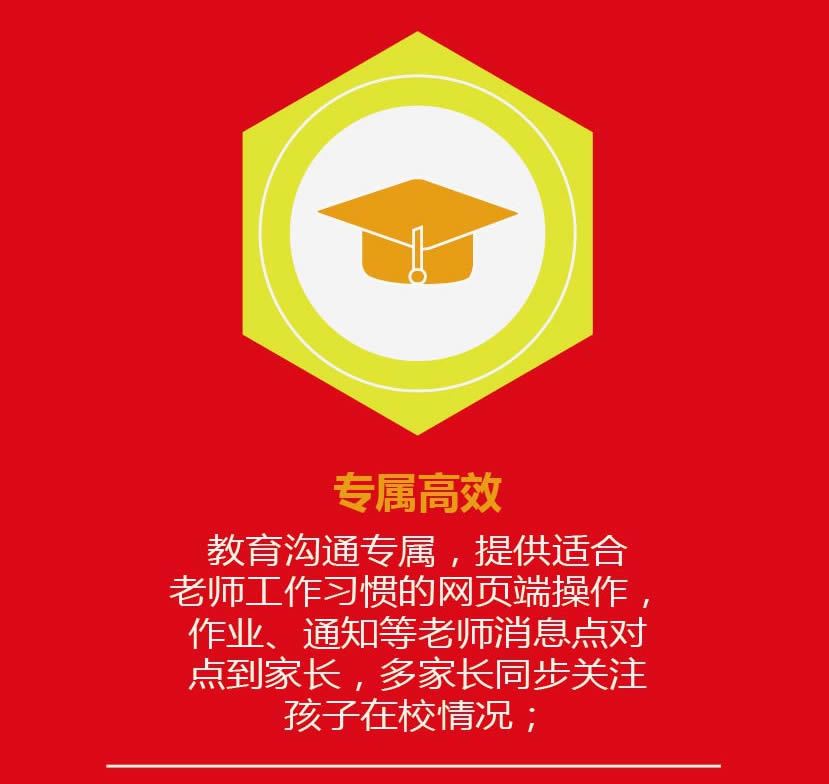 专属高效
教育沟通专属，提供适合
老师工作习惯的网页端操作，
作业、通知等老师消息点对
点到家长，多家长同步关注
孩子在校情况；